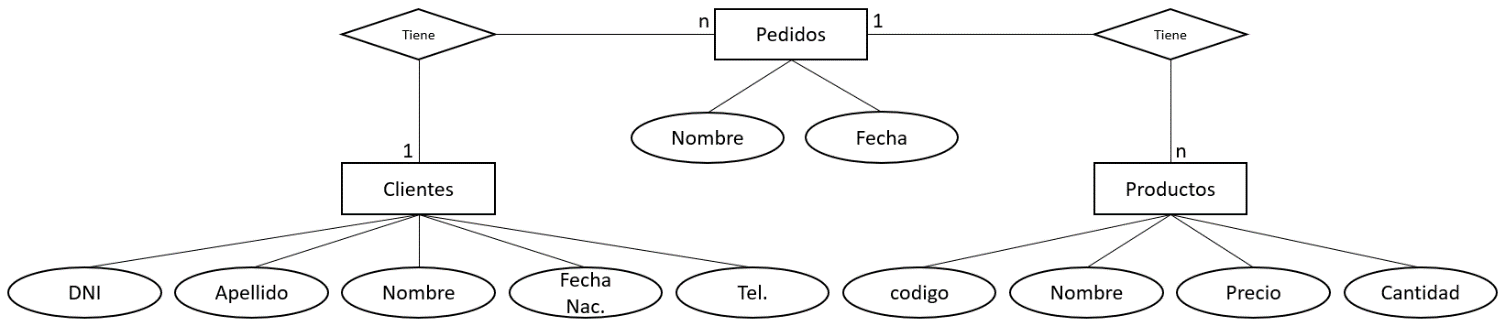 Tiene
n
Pedidos
1
Tiene
Nombre
Fecha
1
n
Clientes
Productos
DNI
Apellido
Nombre
Fecha
Nac.
Tel.
codigo
Nombre
Precio
Cantidad